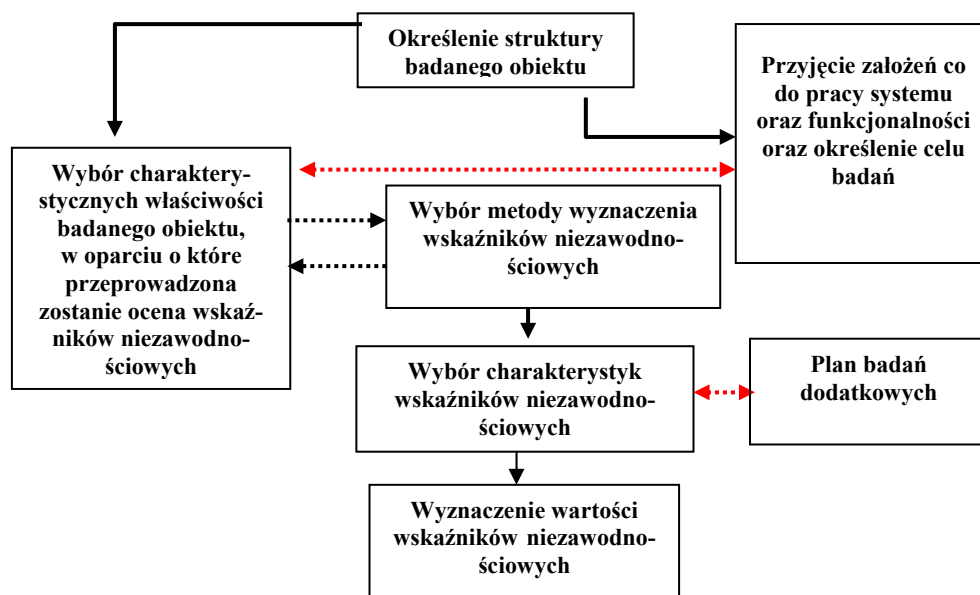 Określenie struktury
badanego obiektu
Przyjęcie założeń co
do pracy systemu
oraz funkcjonalności
oraz określenie celu
badań
Wybór charaktery-
stycznych właściwości
badanego obiektu,
w oparciu o które
przeprowadzona
zostanie ocena wskaź-
ników niezawodno-
ściowych
Wybór metody wyznaczenia
wskaźników niezawodno-
ściowych
Wybór charakterystyk
wskaźników niezawodno-
ściowych
Plan badań
dodatkowych
Wyznaczenie wartości
wskaźników niezawodno-
ściowych